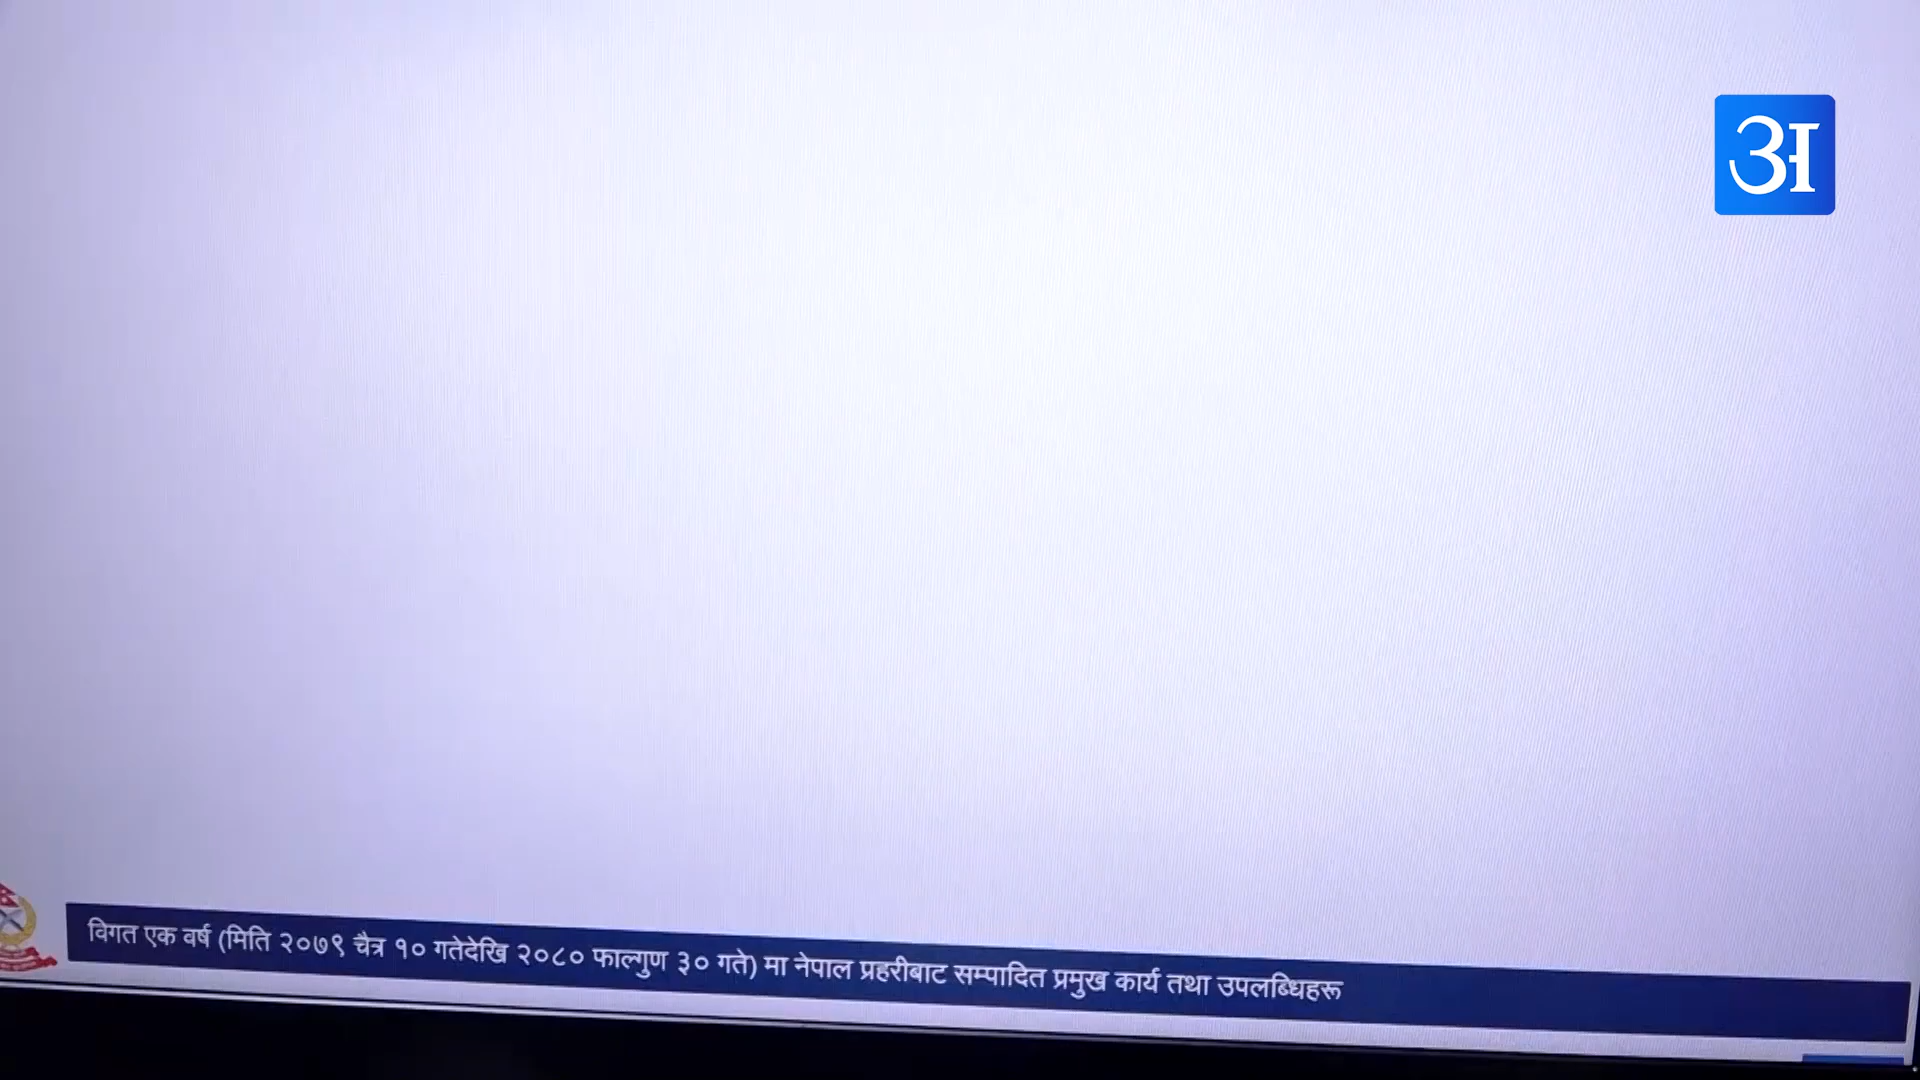 अ
विगत एक वर्ष (मिति २०७९ चैत्र १० गतेदेखि २०८० फाल्गुण ३० गते) मा नेपाल प्रहरीबाट सम्पादित प्रमुख कार्य तथा उपलब्धिहरू